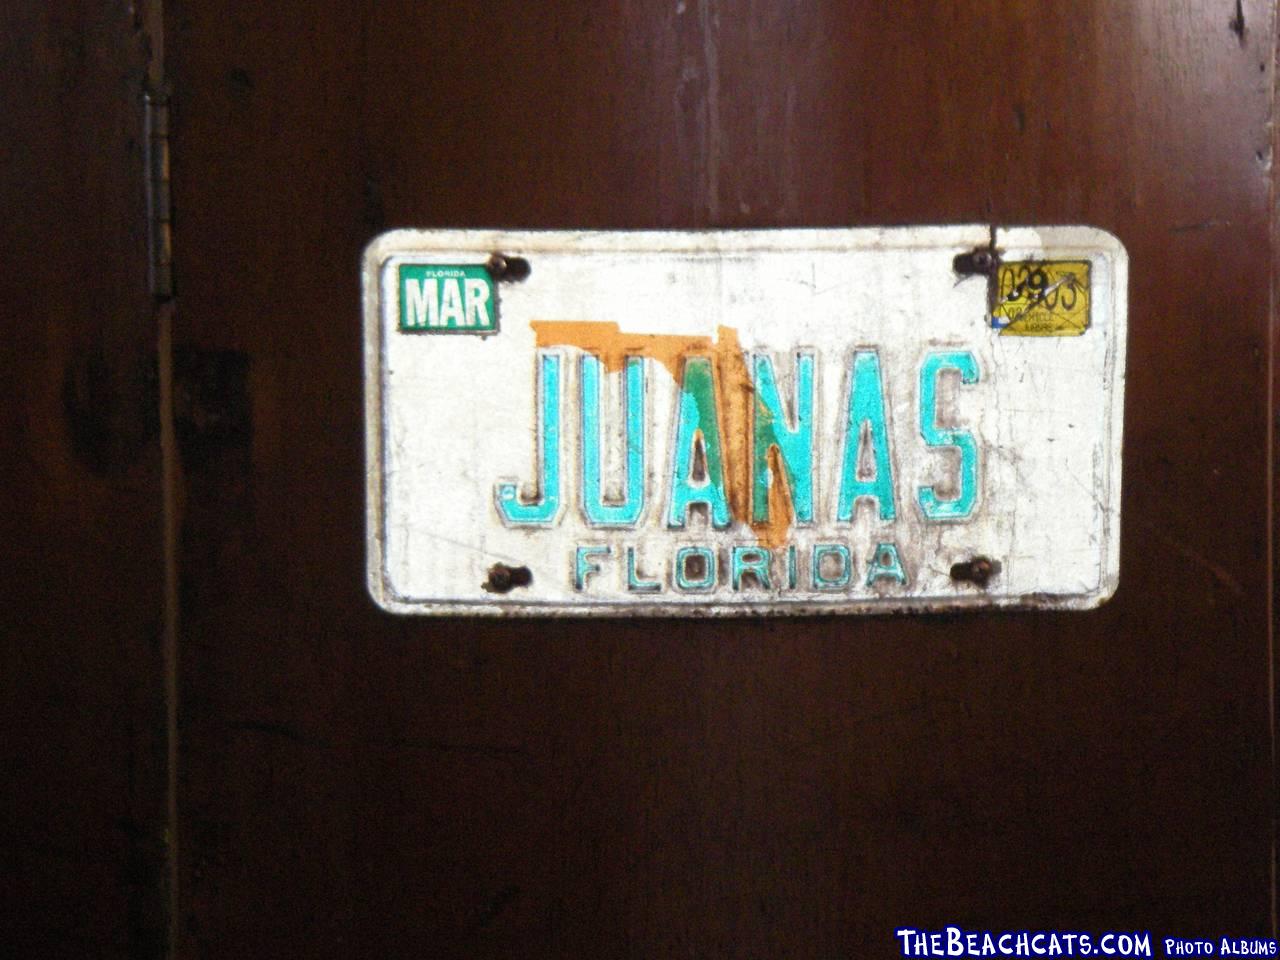 FLORIDA
MAR
JUANAS
FLORIDA
TheBeachcats.com Photo Albums